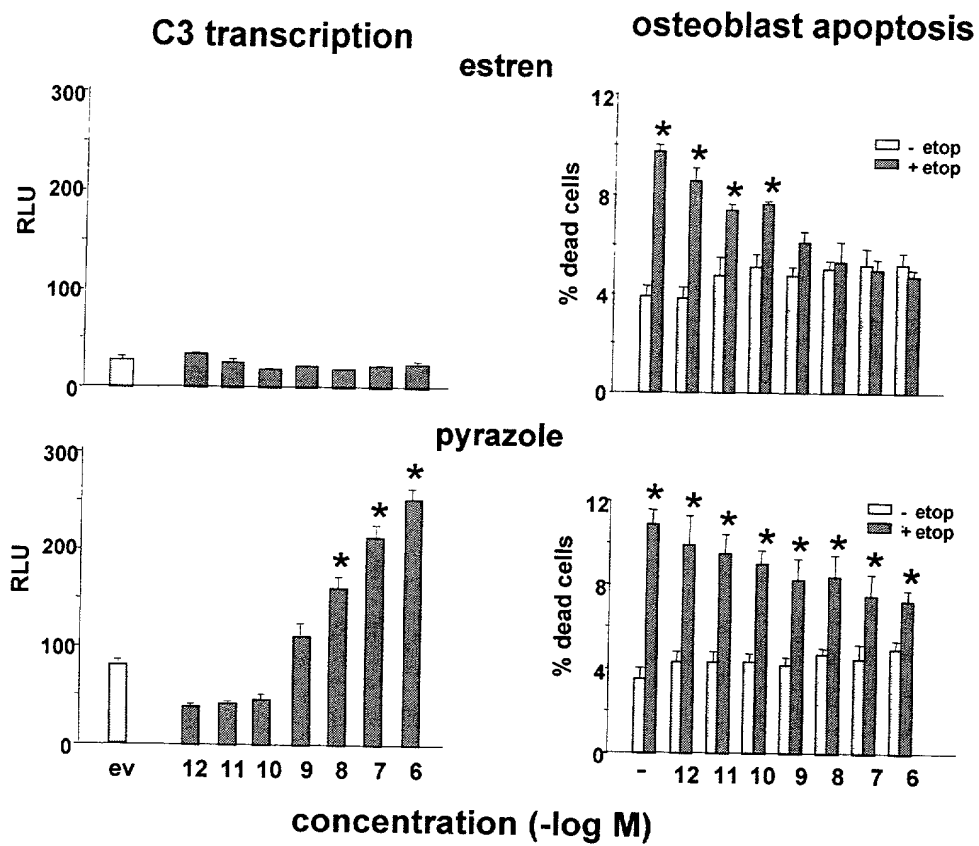 C3 transcription
osteoblast apoptosis
estren
300
200
100
0
RLU
12
8
4
0
% dead cells
- etop
+ etop
* * * *
pyrazole
300
200
100
0
RLU
* * *
ev 12 11 10 9 8 7 6
12
8
4
0
% dead cells
- etop
+ etop
* * * * * * * *
- 12 11 10 9 8 7 6
concentration (-log M)